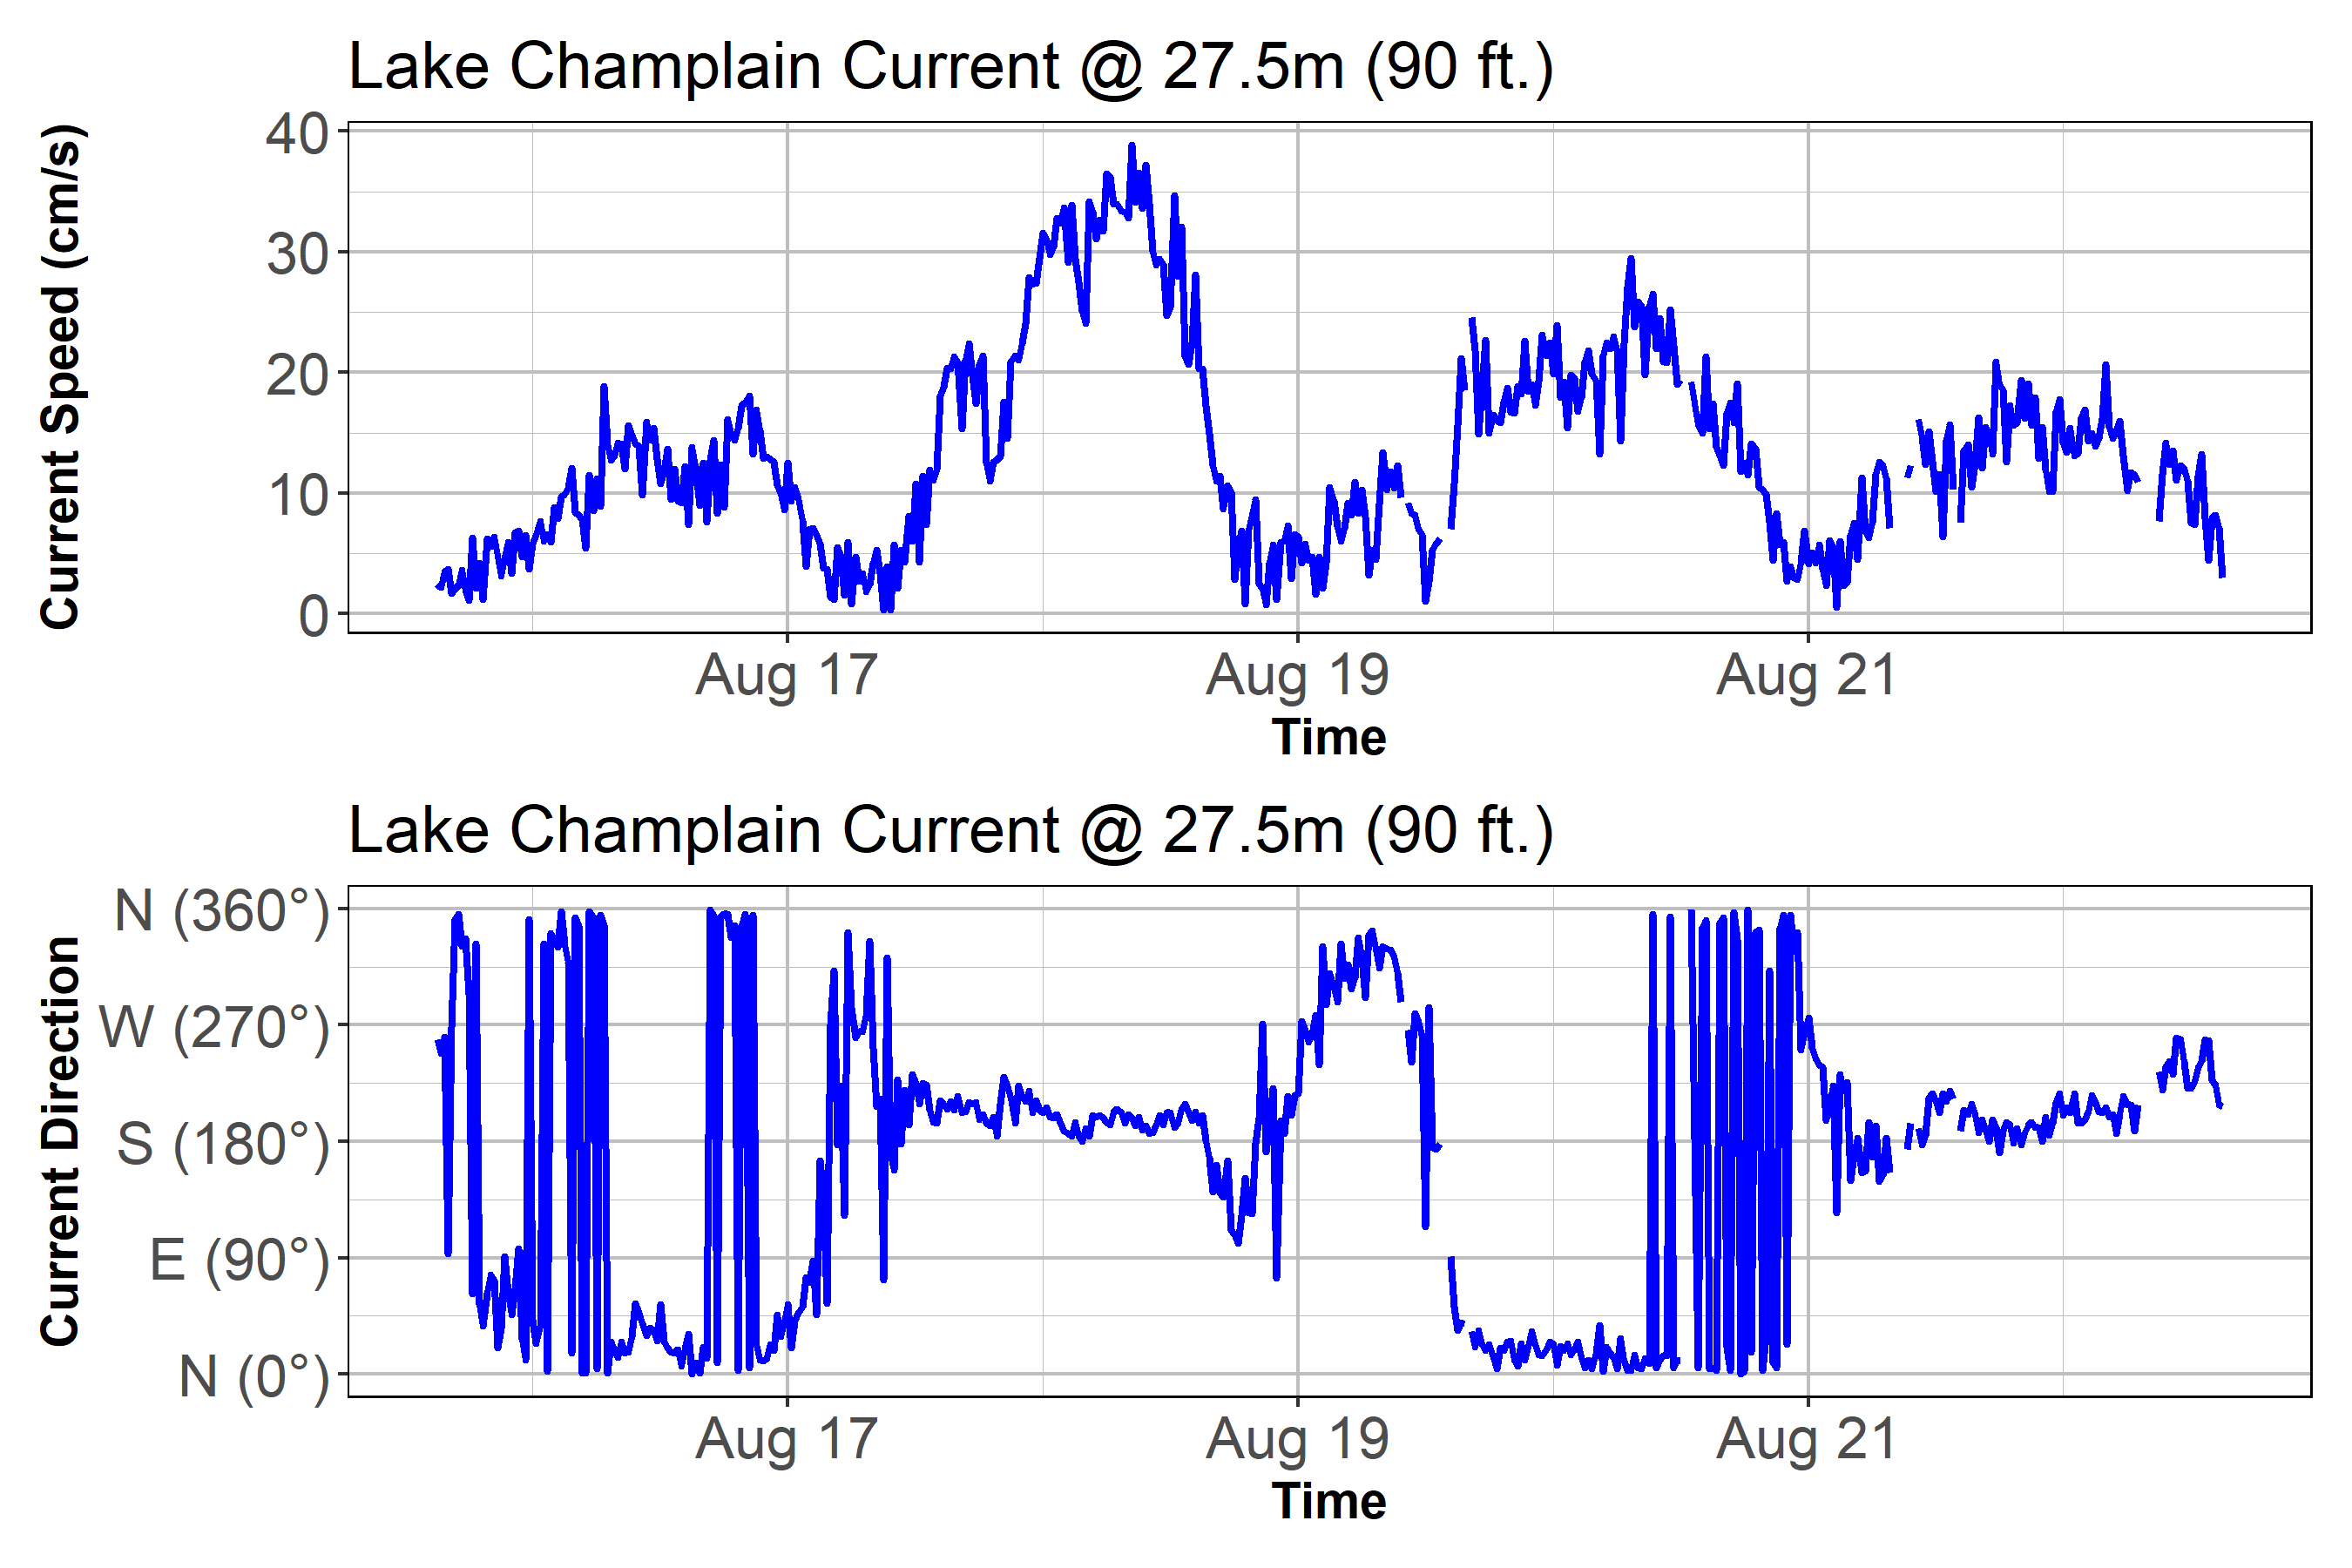 Lake Champlain Current @ 27.5m (90 ft.)
Current Speed (cm/s)
40
30
20
10
0
Aug 17 Aug 19 Aug 21
Time
Lake Champlain Current @ 27.5m (90 ft.)
Current Direction
N (360°)
W (270°)
S (180°)
E (90°)
N (0°)
Aug 17 Aug 19 Aug 21
Time